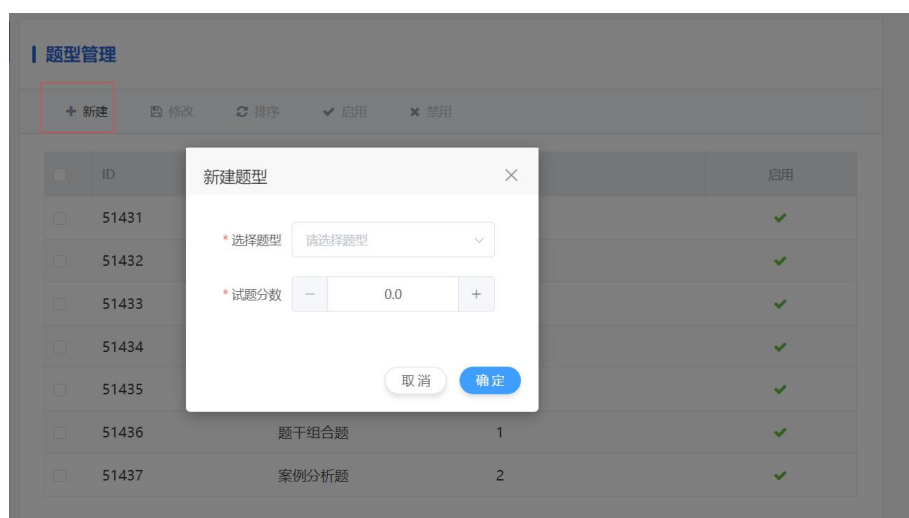 题型管理
新建 修改 排序 启用 禁用
ID 启用
新建题型
51431
* 选择题型 请选择题型
51432
* 试题分数 − 0.0 +
51433
51434
取消 确定
51435
51436 题干组合题 1
51437 案例分析题 2